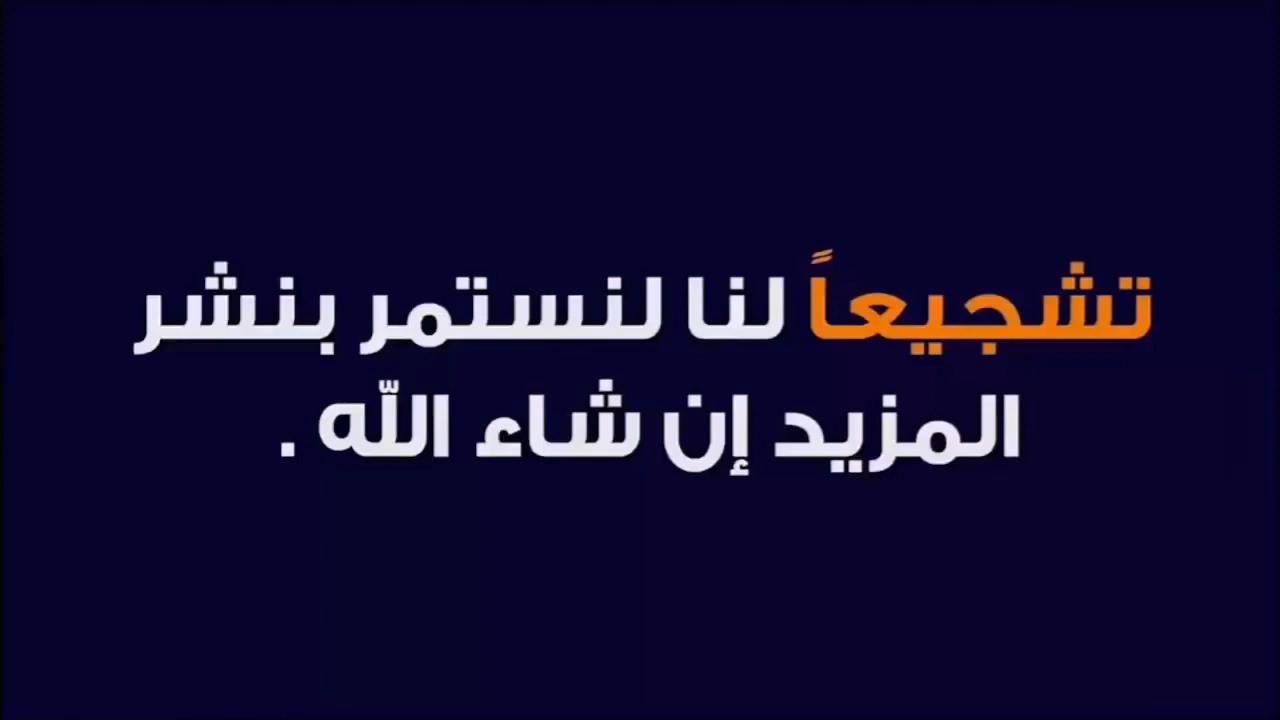 تشجيعاً لنا لنستمر بنشر
المزيد إن شاء اللّه .